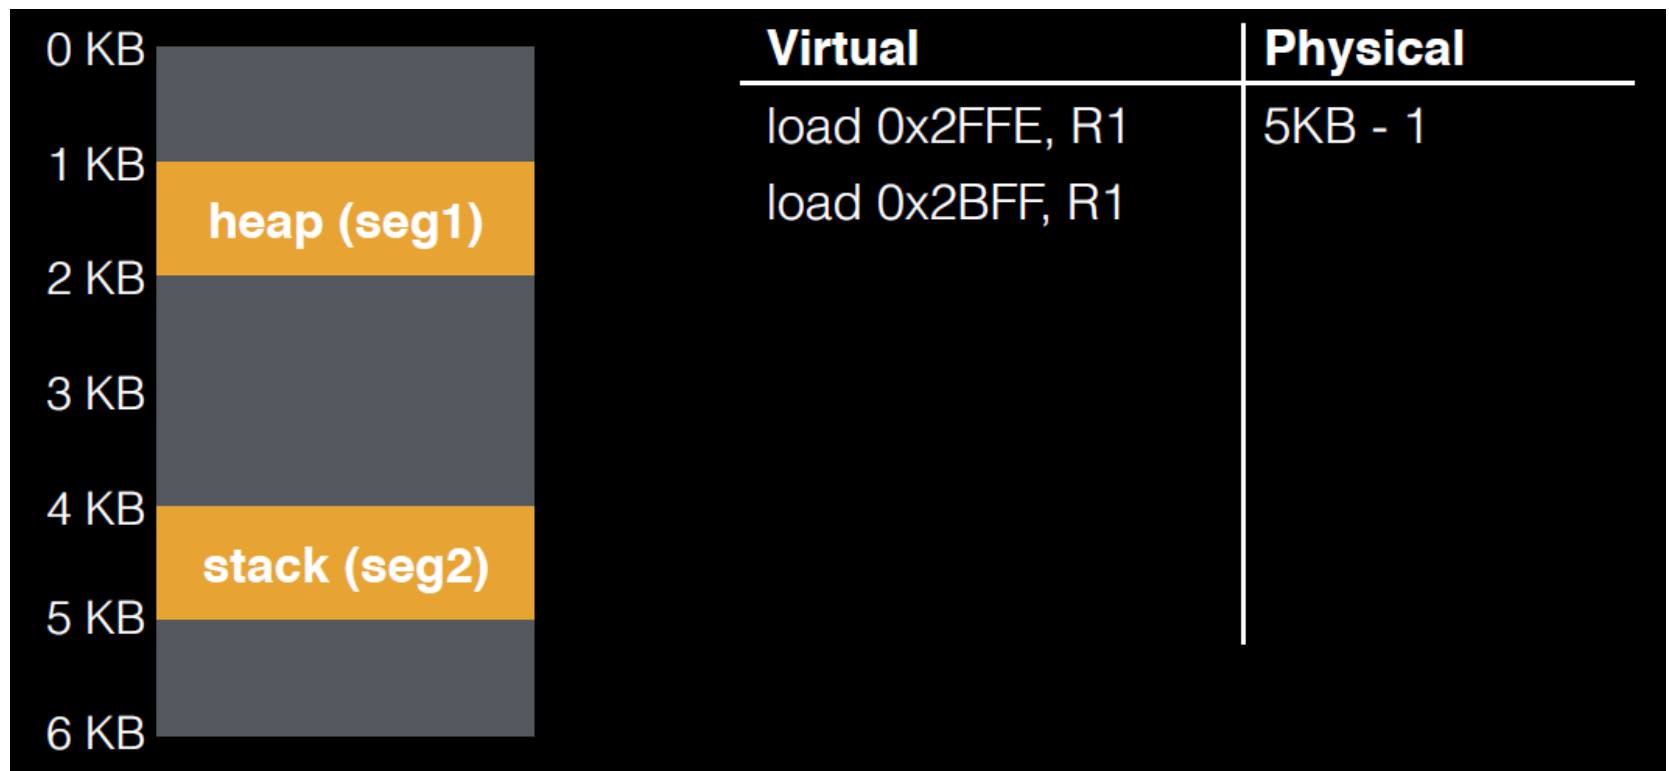 0 KB
1 KB
heap (seg1)
2 KB
3 KB
4 KB
stack (seg2)
5 KB
6 KB
Virtual Physical
load 0x2FFE, R1 5KB - 1
load 0x2BFF, R1